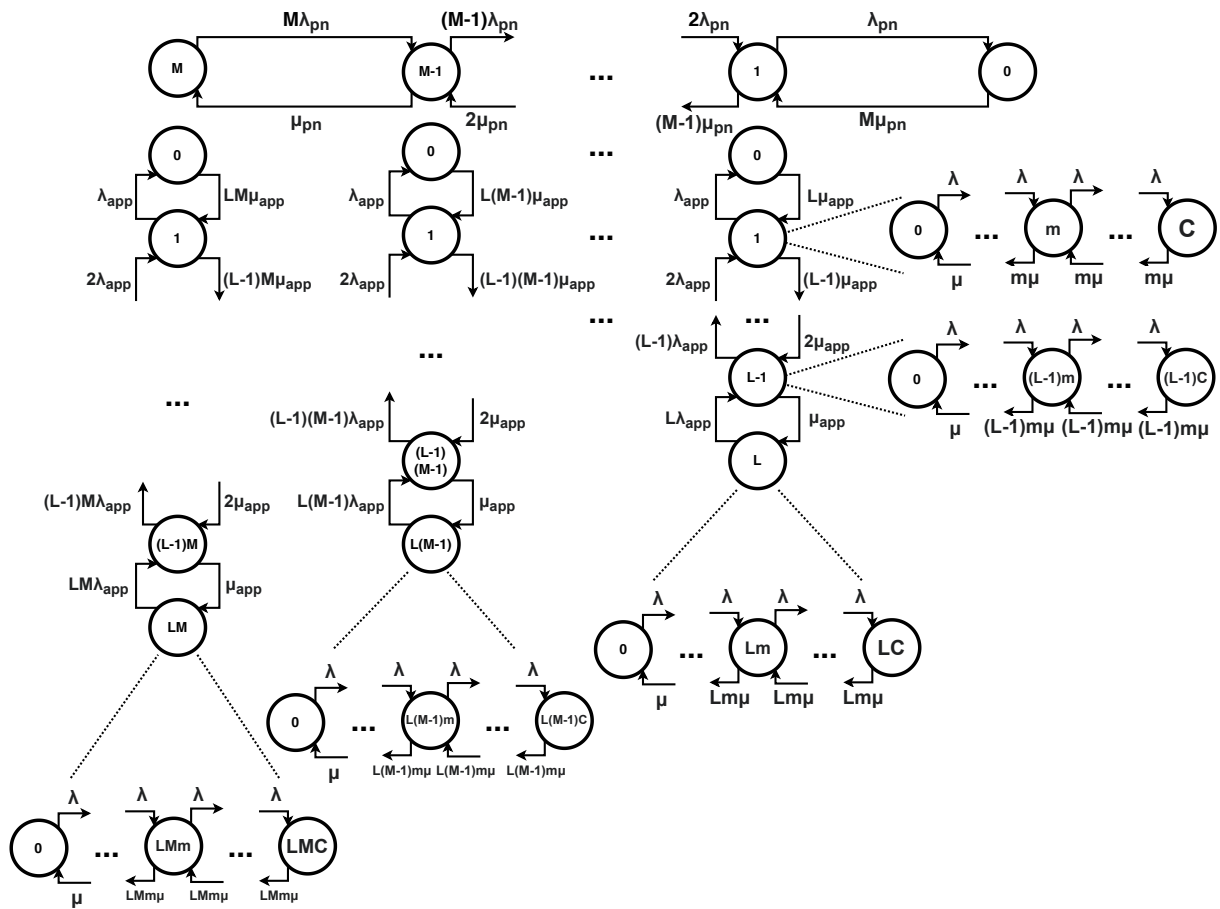 Mλpn
(M-1)λpn
2λpn
λpn
M
M-1
...
1
0
μpn
2μpn
(M-1)μpn
Mμpn
0
0
...
0
λapp
LMμapp
λapp
L(M-1)μapp
λapp
Lμapp
1
1
...
1
2λapp
(L-1)Mμapp
2λapp
(L-1)(M-1)μapp
2λapp
(L-1)μapp
λ
λ
λ
λ
0
...
m
...
C
μ
mμ
mμ
mμ
...
...
...
...
(L-1)λapp
2μapp
L-1
Lλapp
μapp
L
λ
λ
λ
λ
0
...
(L-1)m
...
(L-1)C
μ
(L-1)mμ
(L-1)mμ
(L-1)mμ
(L-1)(M-1)λapp
2μapp
(L-1)
(M-1)
L(M-1)λapp
μapp
L(M-1)
(L-1)Mλapp
2μapp
(L-1)M
LMλapp
μapp
LM
λ
λ
λ
λ
0
...
Lm
...
LC
μ
Lmμ
Lmμ
Lmμ
λ
λ
λ
λ
0
...
L(M-1)m
...
L(M-1)C
μ
L(M-1)mμ
L(M-1)mμ
L(M-1)mμ
λ
λ
λ
λ
0
...
LMm
...
LMC
μ
LMmμ
LMmμ
LMmμ